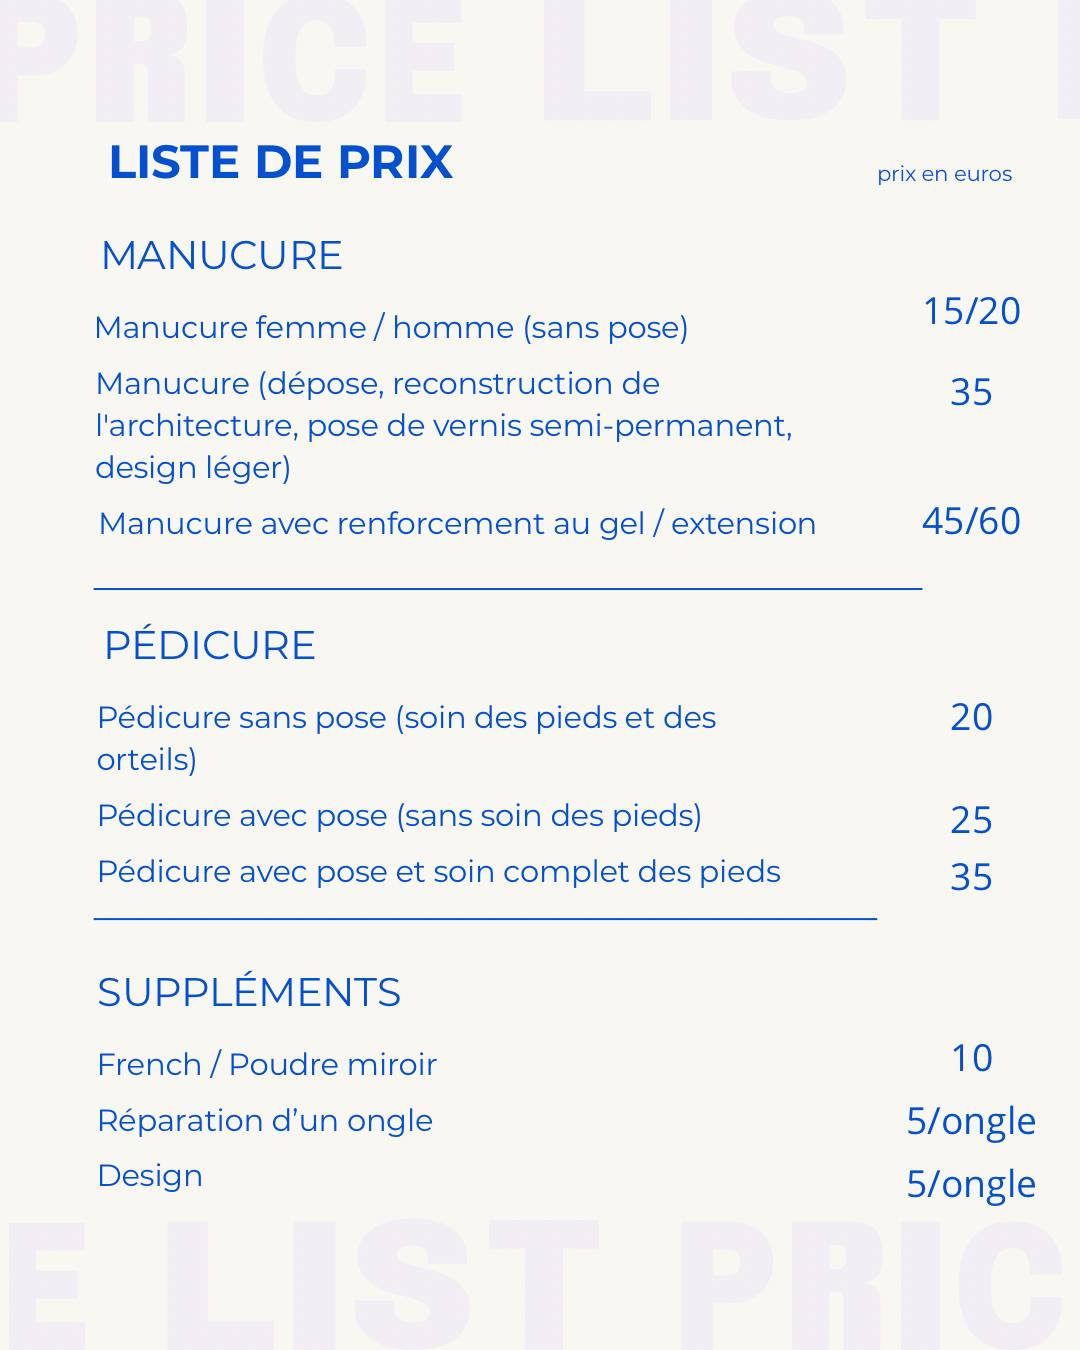 PRICE LIST
LISTE DE PRIX
prix en euros
MANUCURE
Manucure femme / homme (sans pose) 15/20
Manucure (dépose, reconstruction de 35
l'architecture, pose de vernis semi-permanent,
design léger)
Manucure avec renforcement au gel / extension 45/60
PÉDICURE
Pédicure sans pose (soin des pieds et des 20
orteils)
Pédicure avec pose (sans soin des pieds) 25
Pédicure avec pose et soin complet des pieds 35
SUPPLÉMENTS
French / Poudre miroir 10
Réparation d’un ongle 5/ongle
Design 5/ongle
E LIST PRIC